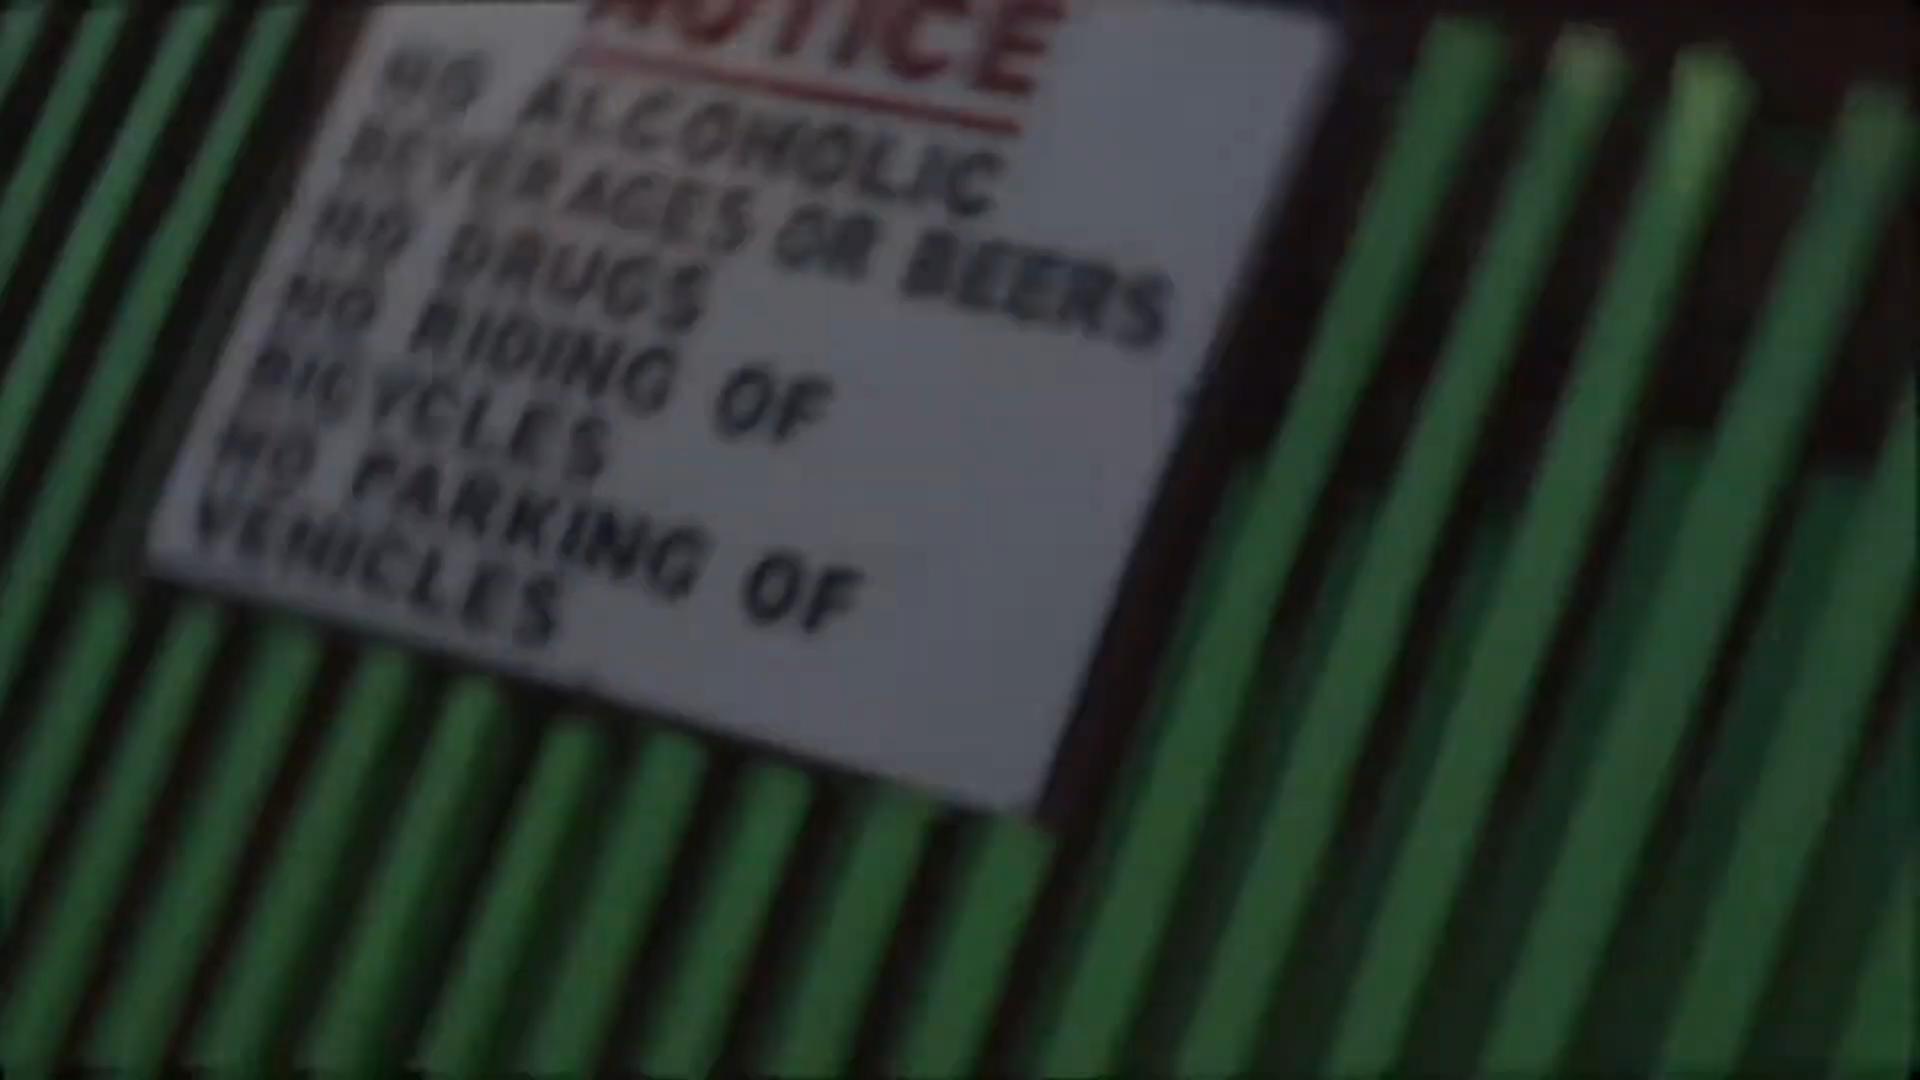 NOTICE
NO ALCOHOLIC
BEVERAGES OR BEERS
NO DRUGS
NO RIDING OF
BICYCLES
NO PARKING OF
VEHICLES